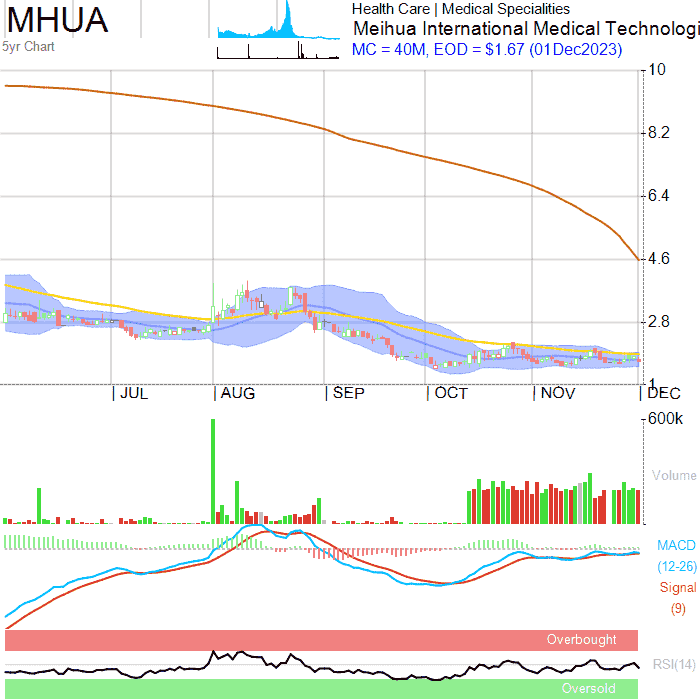 MHUA
5yr Chart
Health Care | Medical Specialities
Meihua International Medical Technologi
MC = 40M, EOD = $1.67 (01Dec2023)
10
8.2
6.4
4.6
2.8
1
JUL AUG SEP OCT NOV DEC
600k
Volume
MACD
(12-26)
Signal
(9)
Overbought
RSI(14)
Oversold